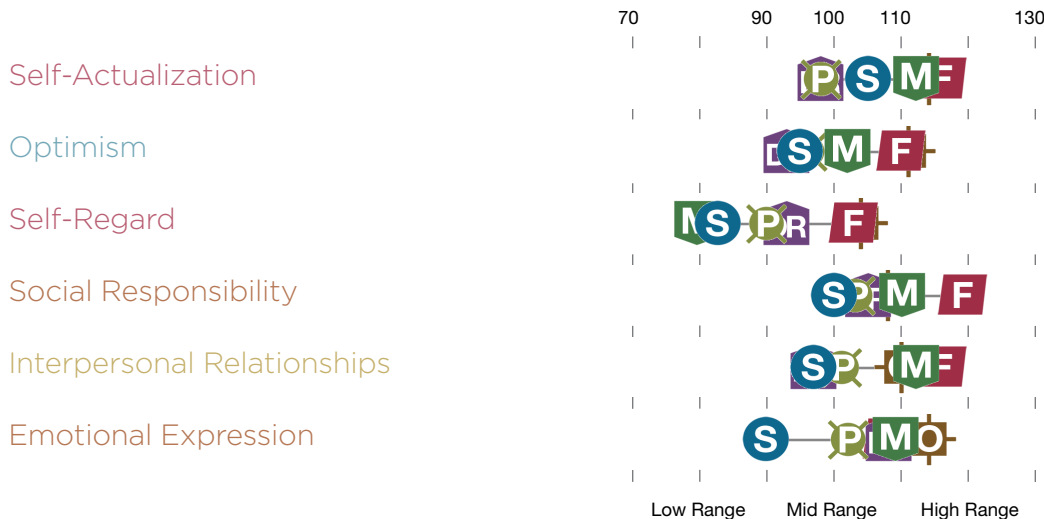 70 90 100 110 130
Self-Actualization P S M F
Optimism D S M F
Self-Regard M S P R F
Social Responsibility S P M F
Interpersonal Relationships S P M F
Emotional Expression S P M O
Low Range Mid Range High Range